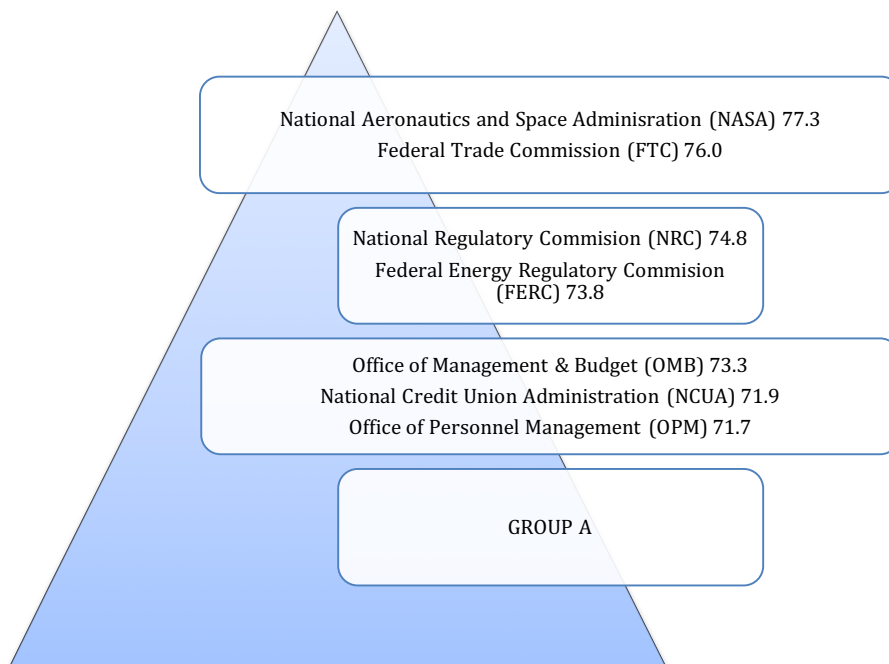 National Aeronautics and Space Adminisration (NASA) 77.3
Federal Trade Commission (FTC) 76.0
National Regulatory Commision (NRC) 74.8
Federal Energy Regulatory Commision
(FERC) 73.8
Office of Management & Budget (OMB) 73.3
National Credit Union Administration (NCUA) 71.9
Office of Personnel Management (OPM) 71.7
GROUP A